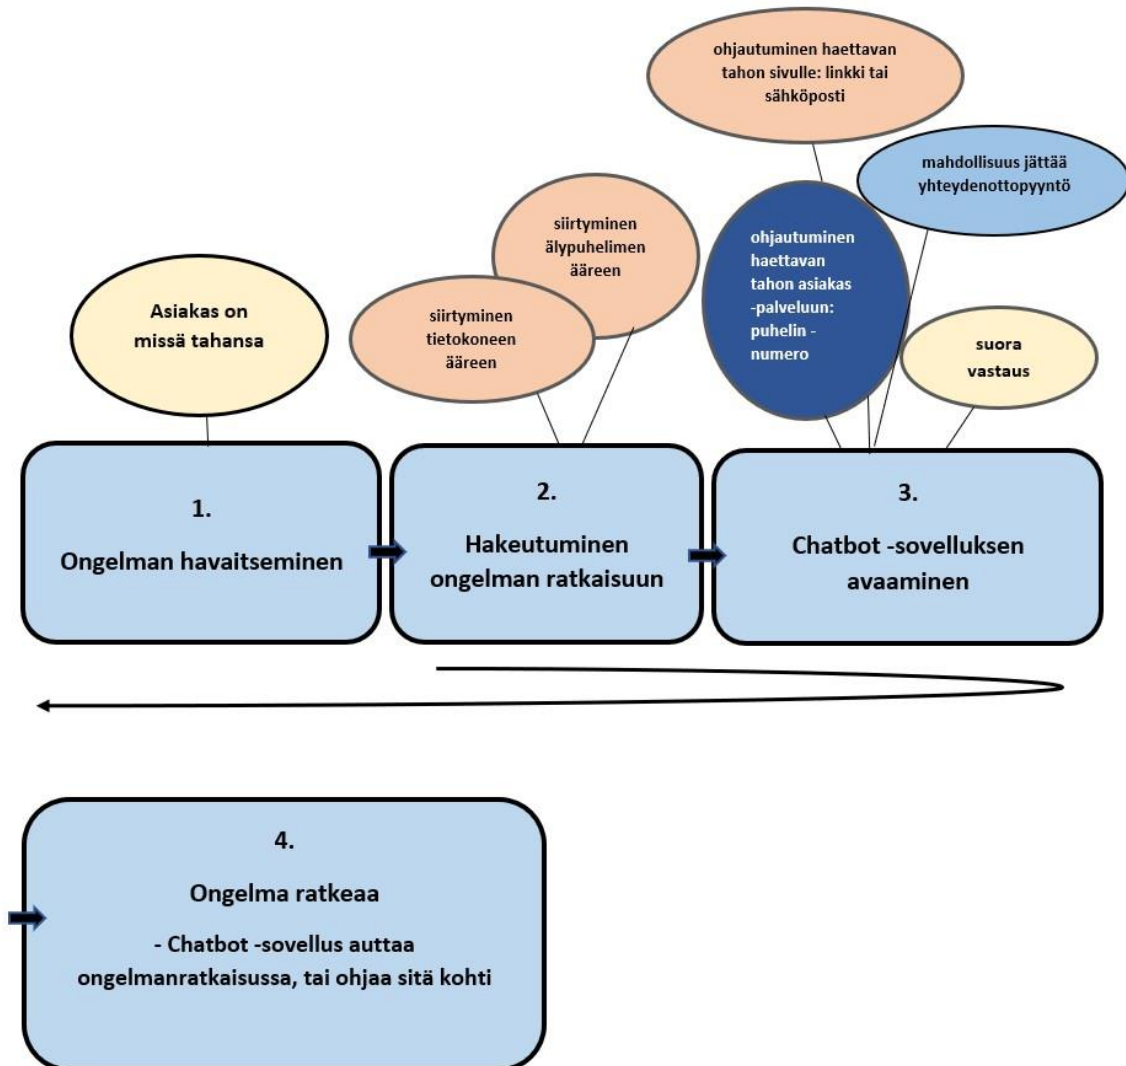 ohjautuminen haettavan
tahon sivulle: linkki tai
sähköposti
mahdollisuus jättää
yhteydenottopyyntö
siirtyminen
älypuhelimen
ääreen
ohjautuminen
haettavan
tahon asiakas
-palveluun:
puhelin -
numero
Asiakas on
missä tahansa
siirtyminen
tietokoneen
ääreen
suora
vastaus
1.
Ongelman havaitseminen
2.
Hakeutuminen
ongelman ratkaisuun
3.
Chatbot -sovelluksen
avaaminen
4.
Ongelma ratkeaa
- Chatbot -sovellus auttaa
ongelmanratkaisussa, tai ohjaa sitä kohti